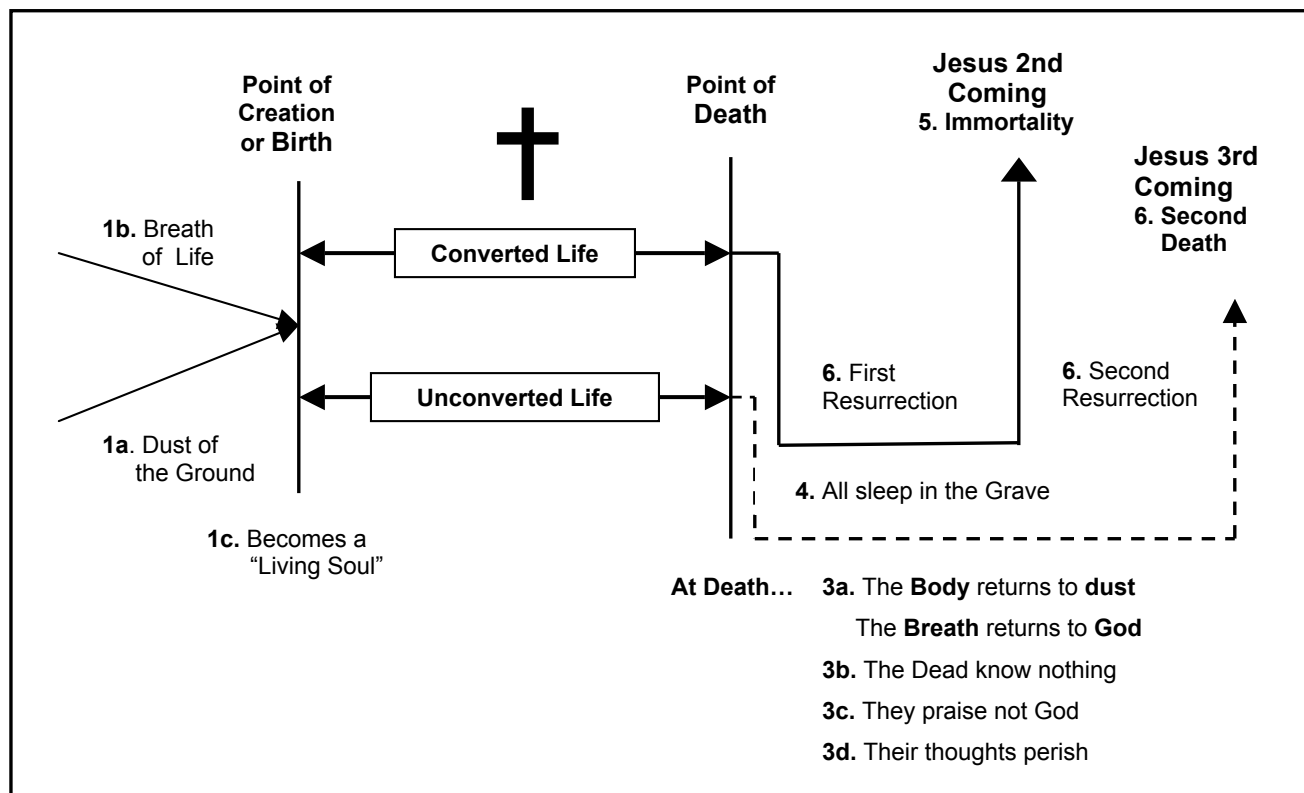 Point of
Creation
or Birth
Point of
Death
Jesus 2nd
Coming
5. Immortality
Jesus 3rd
Coming
6. Second
Death
1b. Breath
of Life
Converted Life
Unconverted Life
1a. Dust of
the Ground
1c. Becomes a
“Living Soul”
6. First
Resurrection
6. Second
Resurrection
4. All sleep in the Grave
At Death… 3a. The Body returns to dust
The Breath returns to God
3b. The Dead know nothing
3c. They praise not God
3d. Their thoughts perish